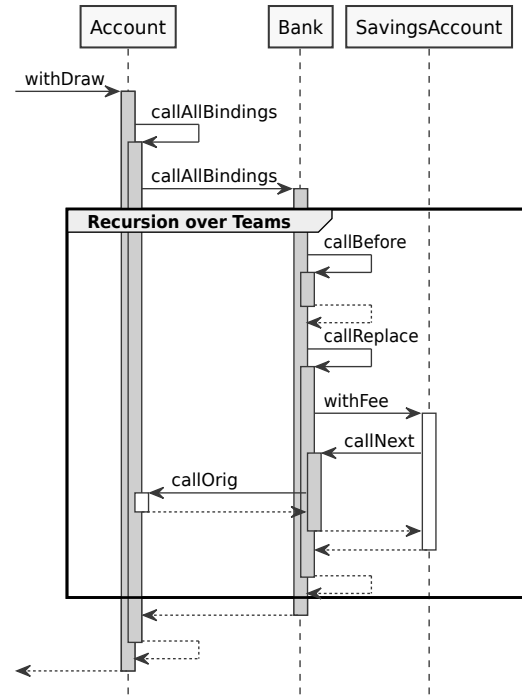 Account
Bank
SavingsAccount
withDraw
callAllBindings
callAllBindings
Recursion over Teams
callBefore
callReplace
withFee
callNext
callOrig